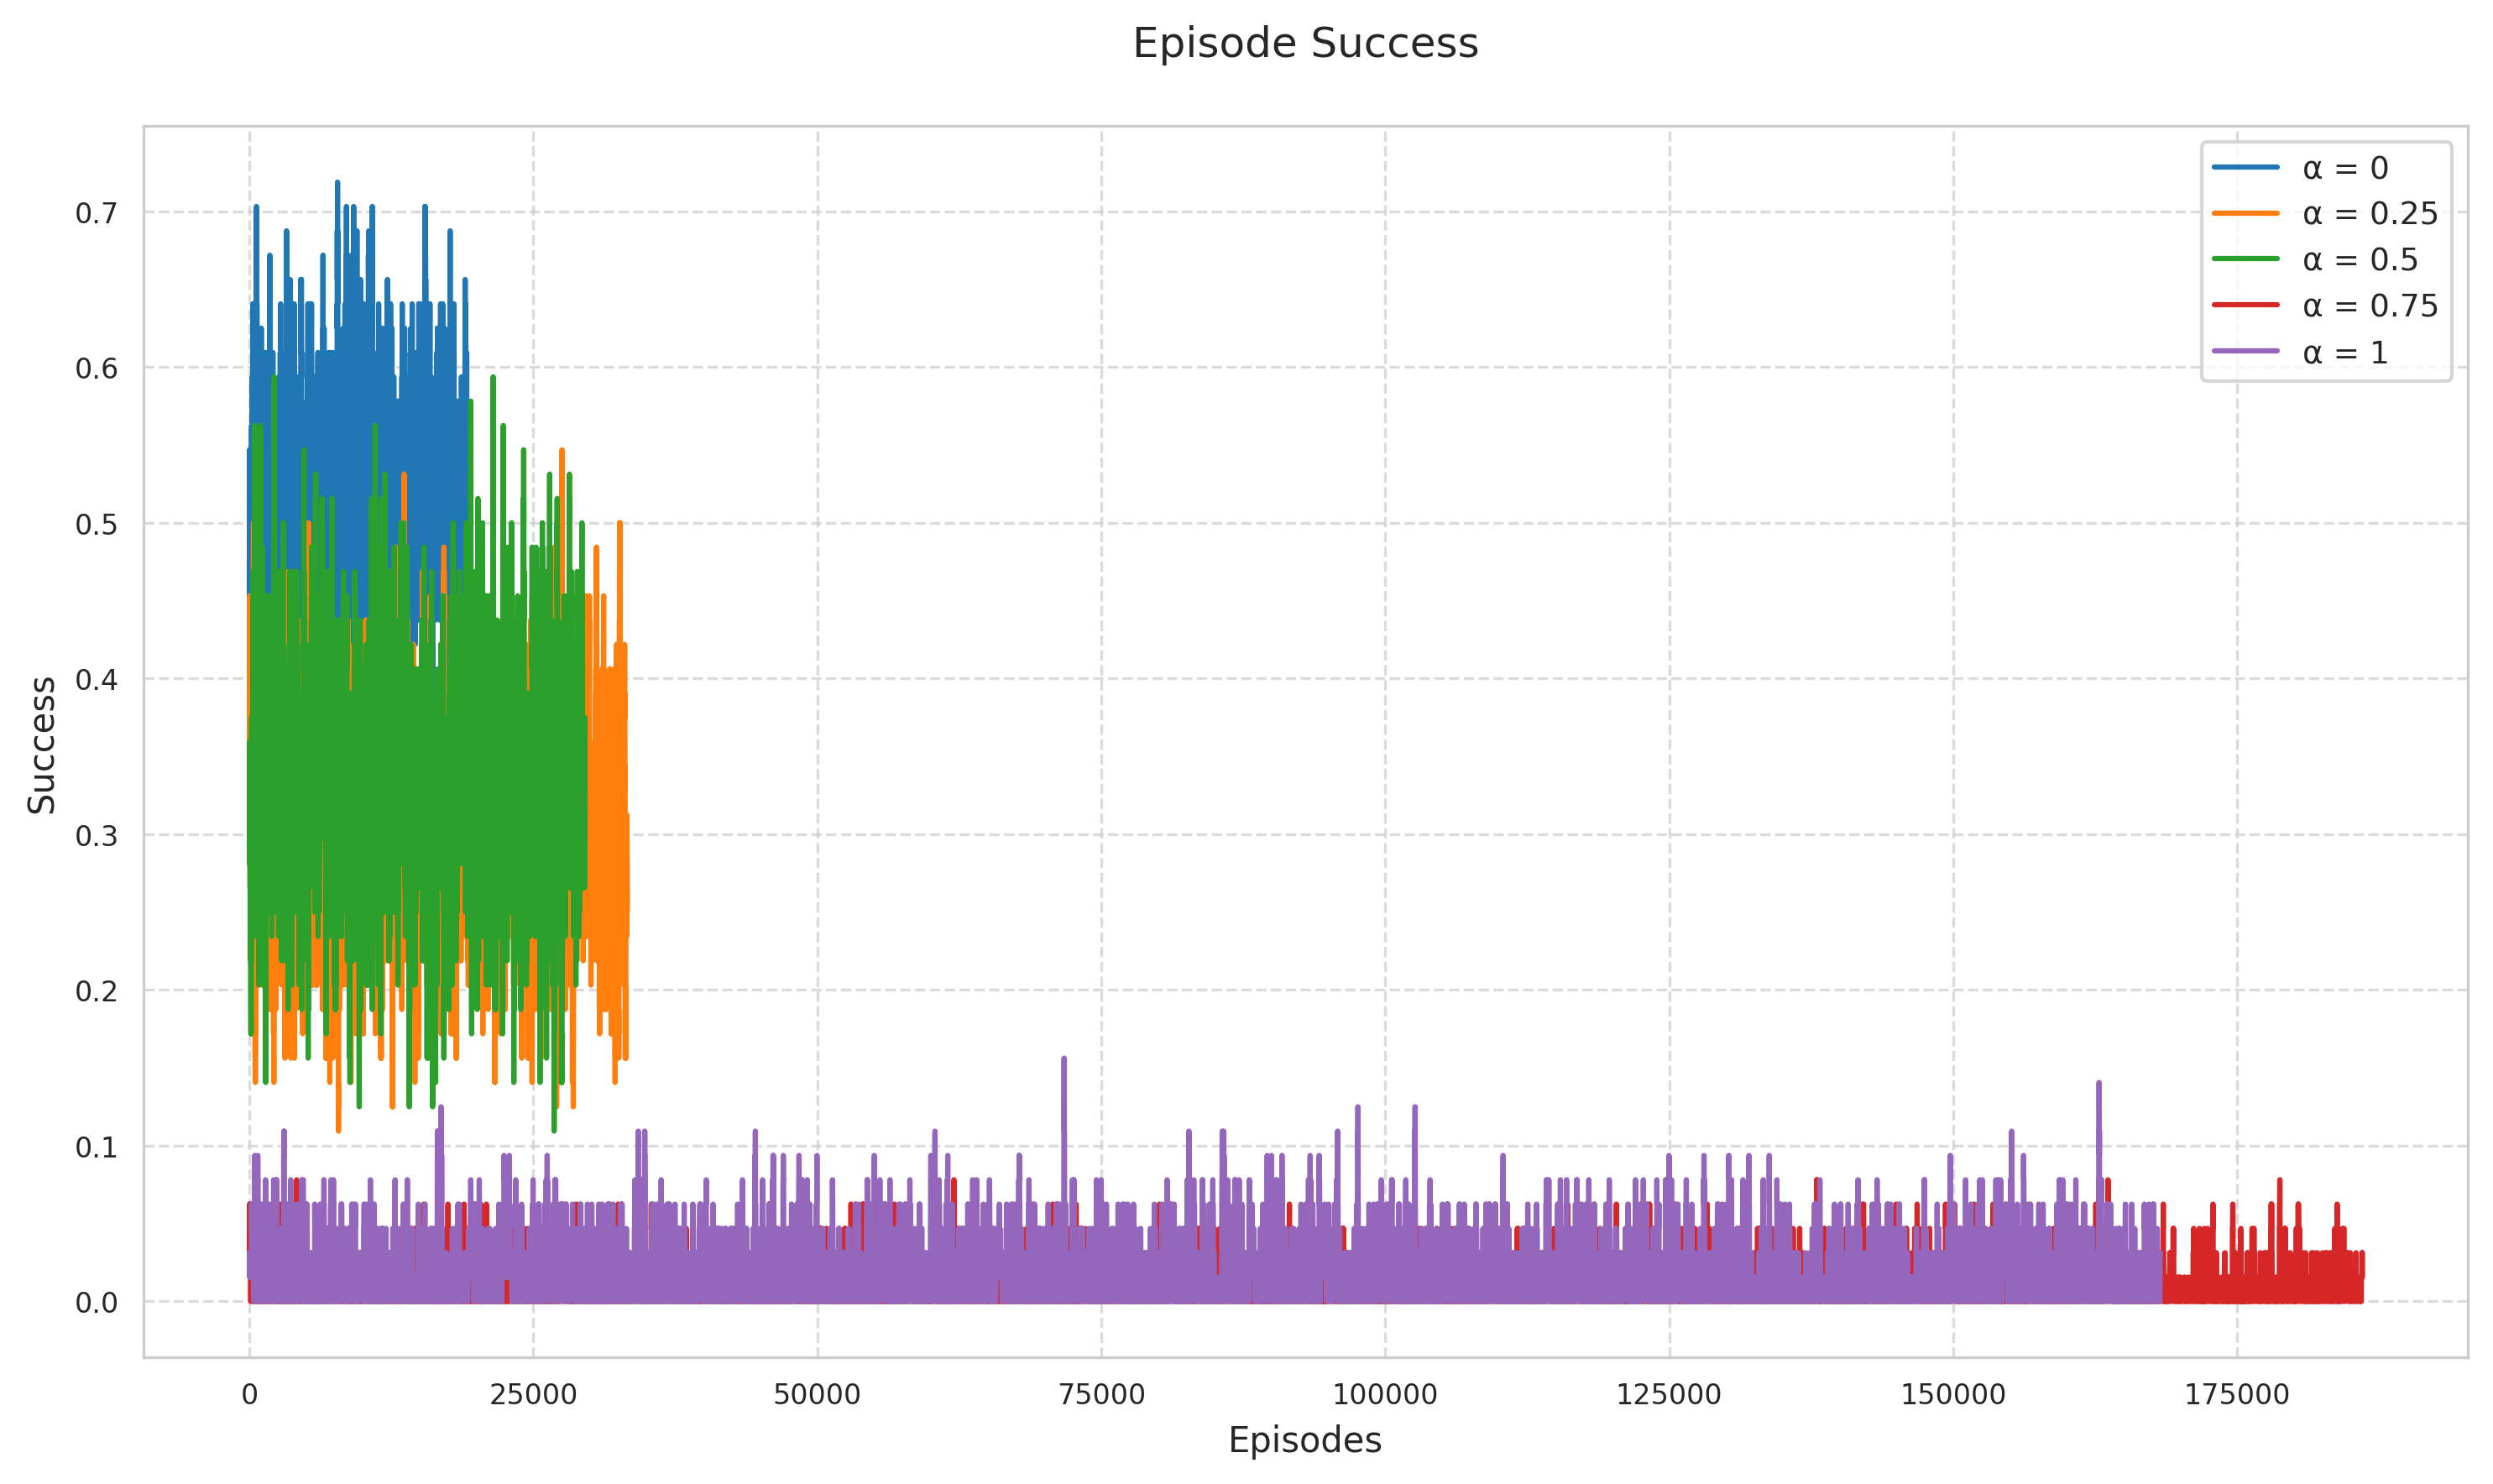 Episode Success
α = 0
α = 0.25
α = 0.5
α = 0.75
α = 1
Success
0.7
0.6
0.5
0.4
0.3
0.2
0.1
0.0
0
25000
50000
75000
100000
125000
150000
175000
Episodes